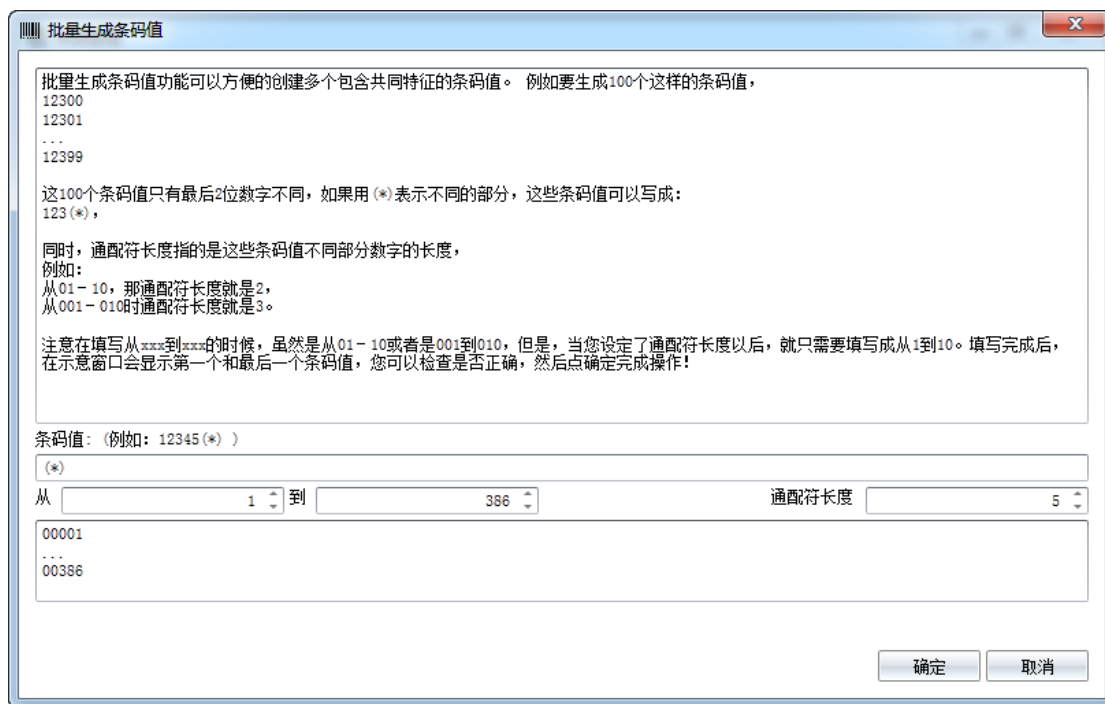 批量生成条码值
批量生成条码值功能可以方便的创建多个包含共同特征的条码值。 例如要生成100个这样的条码值，
12300
12301
...
12399
这100个条码值只有最后2位数字不同，如果用(*)表示不同的部分，这些条码值可以写成：
123(*)，
同时，通配符长度指的是这些条码值不同部分数字的长度，
例如：
从01－10，那通配符长度就是2，
从001－010时通配符长度就是3。
注意在填写从xxx到xxx的时候，虽然是从01－10或者是001到010，但是，当您设定了通配符长度以后，就只需要填写成从1到10。填写完成后，
在示意窗口会显示第一个和最后一个条码值，您可以检查是否正确，然后点确定完成操作！
条码值：（例如：12345(*) ）
(*)
从 1 到 386 通配符长度 5
00001
...
00386
确定 取消